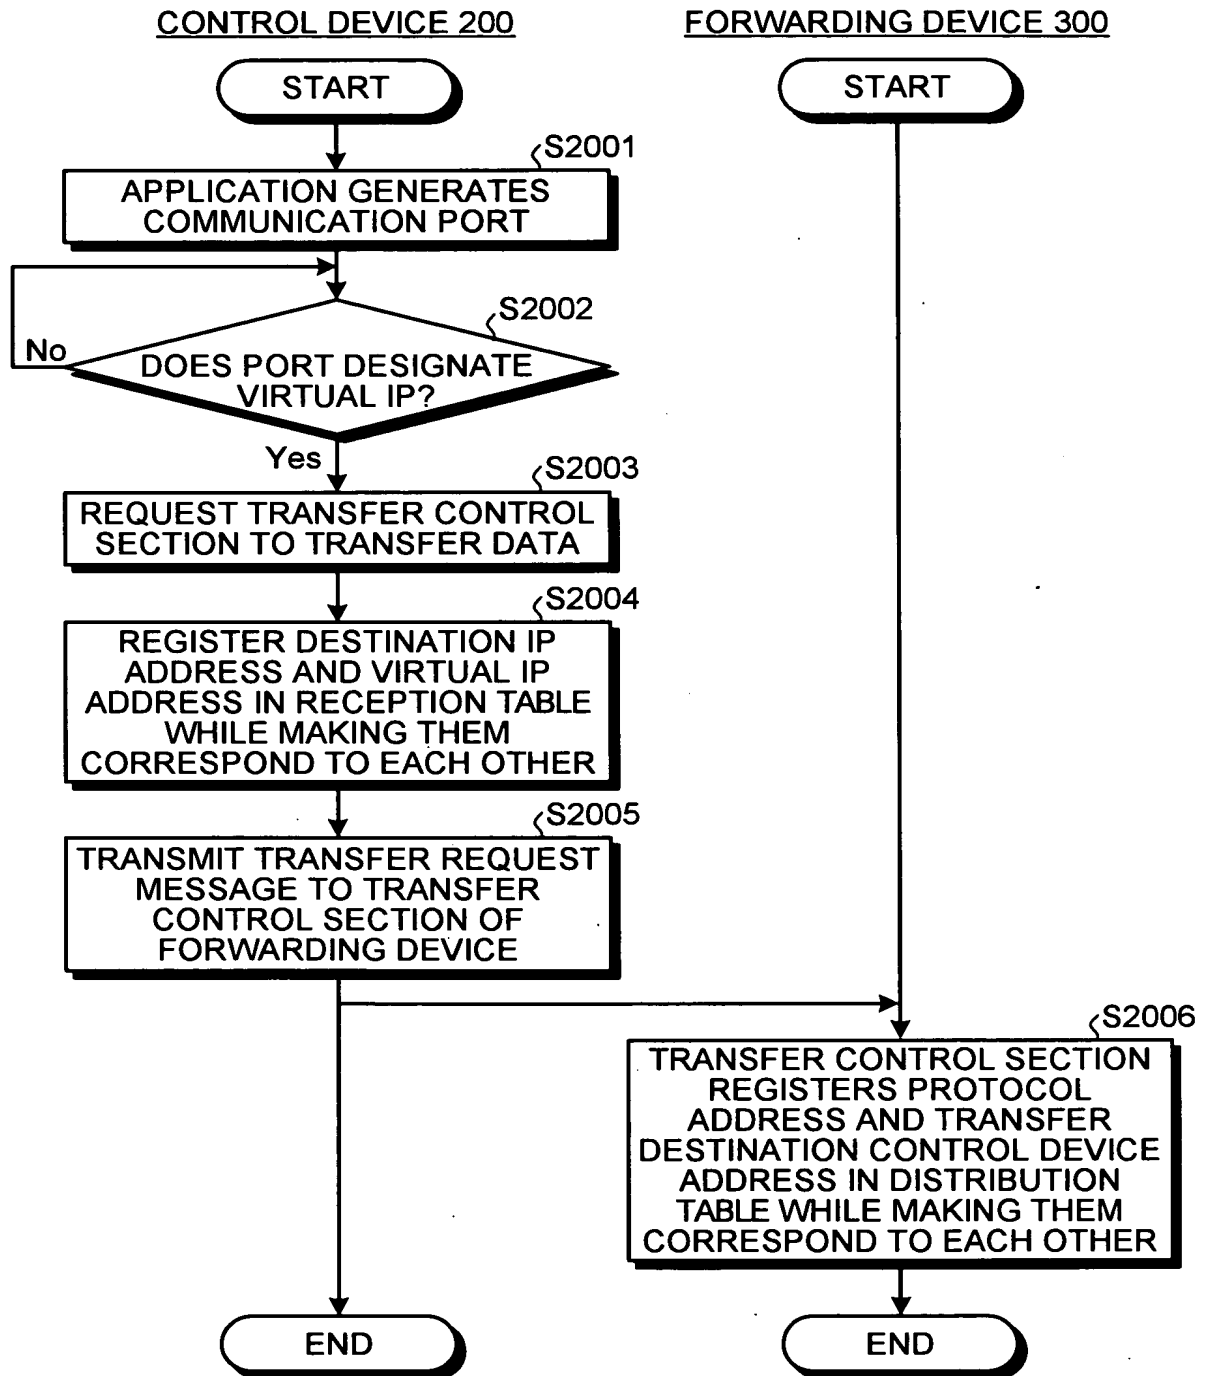 CONTROL DEVICE 200
FORWARDING DEVICE 300
START
START
S2001
APPLICATION GENERATES
COMMUNICATION PORT
S2002
No
DOES PORT DESIGNATE
VIRTUAL IP?
Yes
S2003
REQUEST TRANSFER CONTROL
SECTION TO TRANSFER DATA
S2004
REGISTER DESTINATION IP
ADDRESS AND VIRTUAL IP
ADDRESS IN RECEPTION TABLE
WHILE MAKING THEM
CORRESPOND TO EACH OTHER
S2005
TRANSMIT TRANSFER REQUEST
MESSAGE TO TRANSFER
CONTROL SECTION OF
FORWARDING DEVICE
S2006
TRANSFER CONTROL SECTION
REGISTERS PROTOCOL
ADDRESS AND TRANSFER
DESTINATION CONTROL DEVICE
ADDRESS IN DISTRIBUTION
TABLE WHILE MAKING THEM
CORRESPOND TO EACH OTHER
END
END